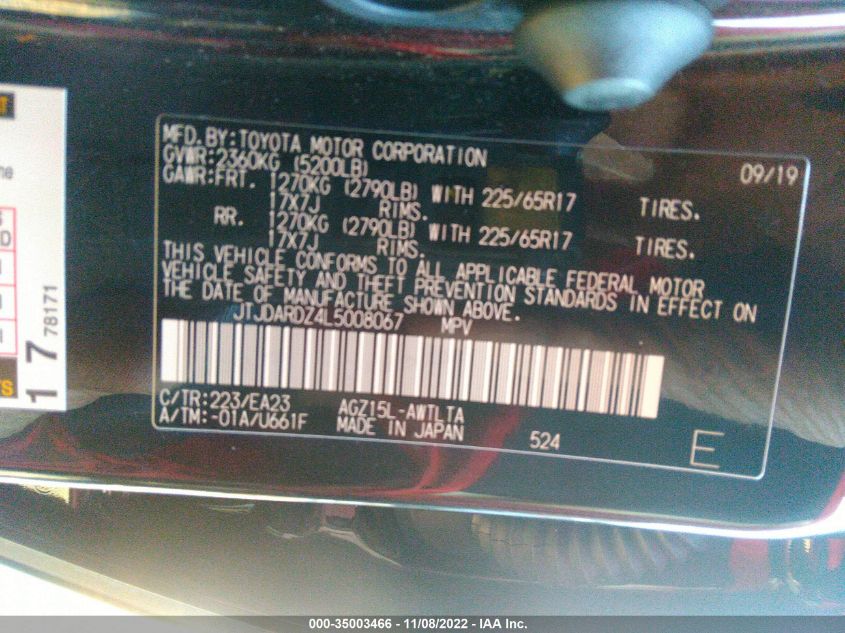 MFD. BY: TOYOTA MOTOR CORPORATION 09/19
GVWR: 2360KG (5200LB)
GAWR: FRT. 1270KG (2790LB) WITH 225/65R17 TIRES.
17X7J RIMS.
RR. 1270KG (2790LB) WITH 225/65R17 TIRES.
17X7J RIMS.
THIS VEHICLE CONFORMS TO ALL APPLICABLE FEDERAL MOTOR
VEHICLE SAFETY AND THEFT PREVENTION STANDARDS IN EFFECT ON
THE DATE OF MANUFACTURE SHOWN ABOVE.
JTJDARDZ4L5008067 MPV
C/TR: 223/EA23 AGZ15L-AWTLTA
A/TM: -01A/U661F MADE IN JAPAN 524 E
17 78171
000-35003466 - 11/08/2022 - IAA Inc.